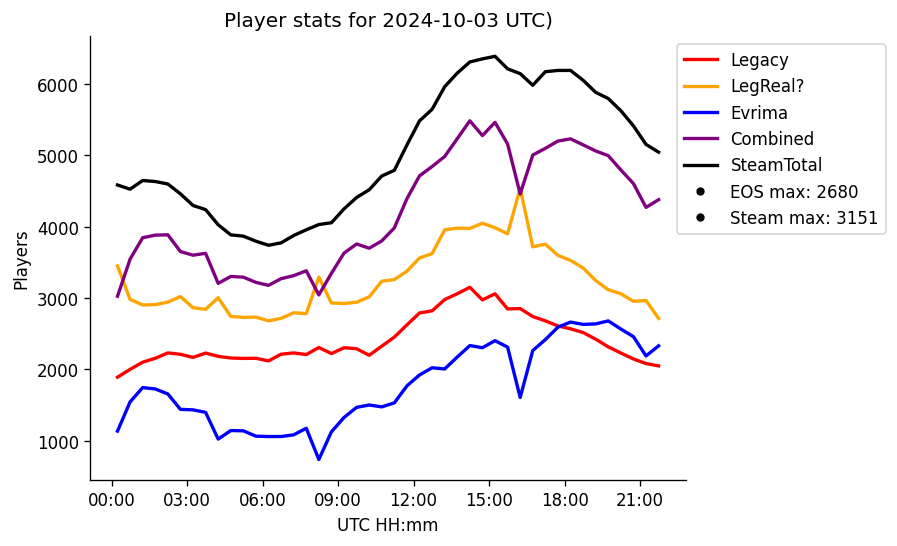 Player stats for 2024-10-03 UTC)
Players
6000
5000
4000
3000
2000
1000
00:00 03:00 06:00 09:00 12:00 15:00 18:00 21:00
UTC HH:mm
Legacy
LegReal?
Evrima
Combined
SteamTotal
EOS max: 2680
Steam max: 3151